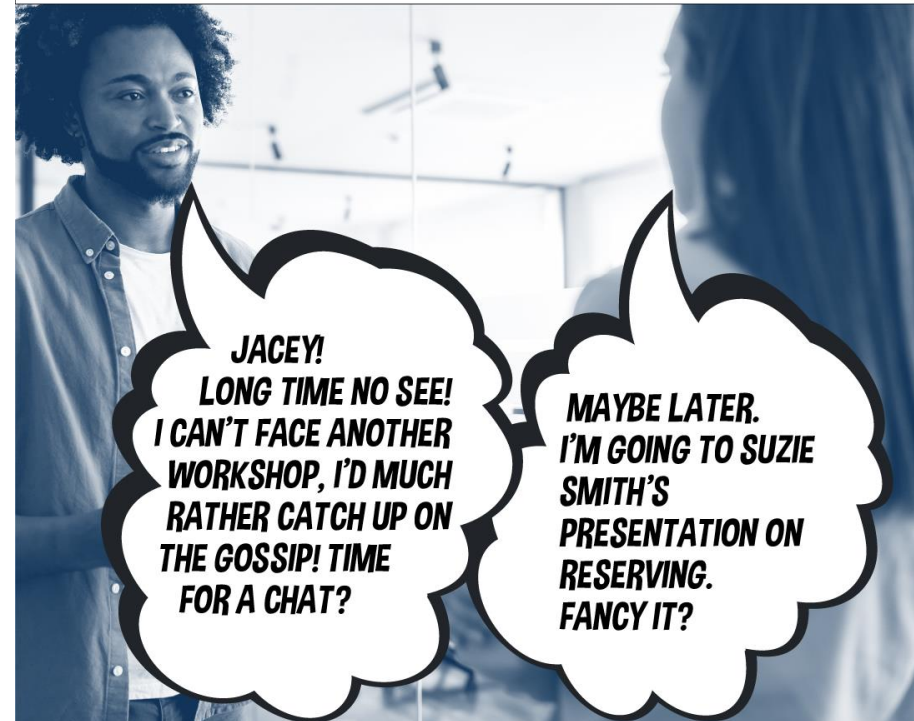 JACEY!
LONG TIME NO SEE!
I CAN'T FACE ANOTHER
WORKSHOP, I'D MUCH
RATHER CATCH UP ON
THE GOSSIP! TIME
FOR A CHAT?
MAYBE LATER.
I'M GOING TO SUZIE
SMITH'S
PRESENTATION ON
RESERVING.
FANCY IT?